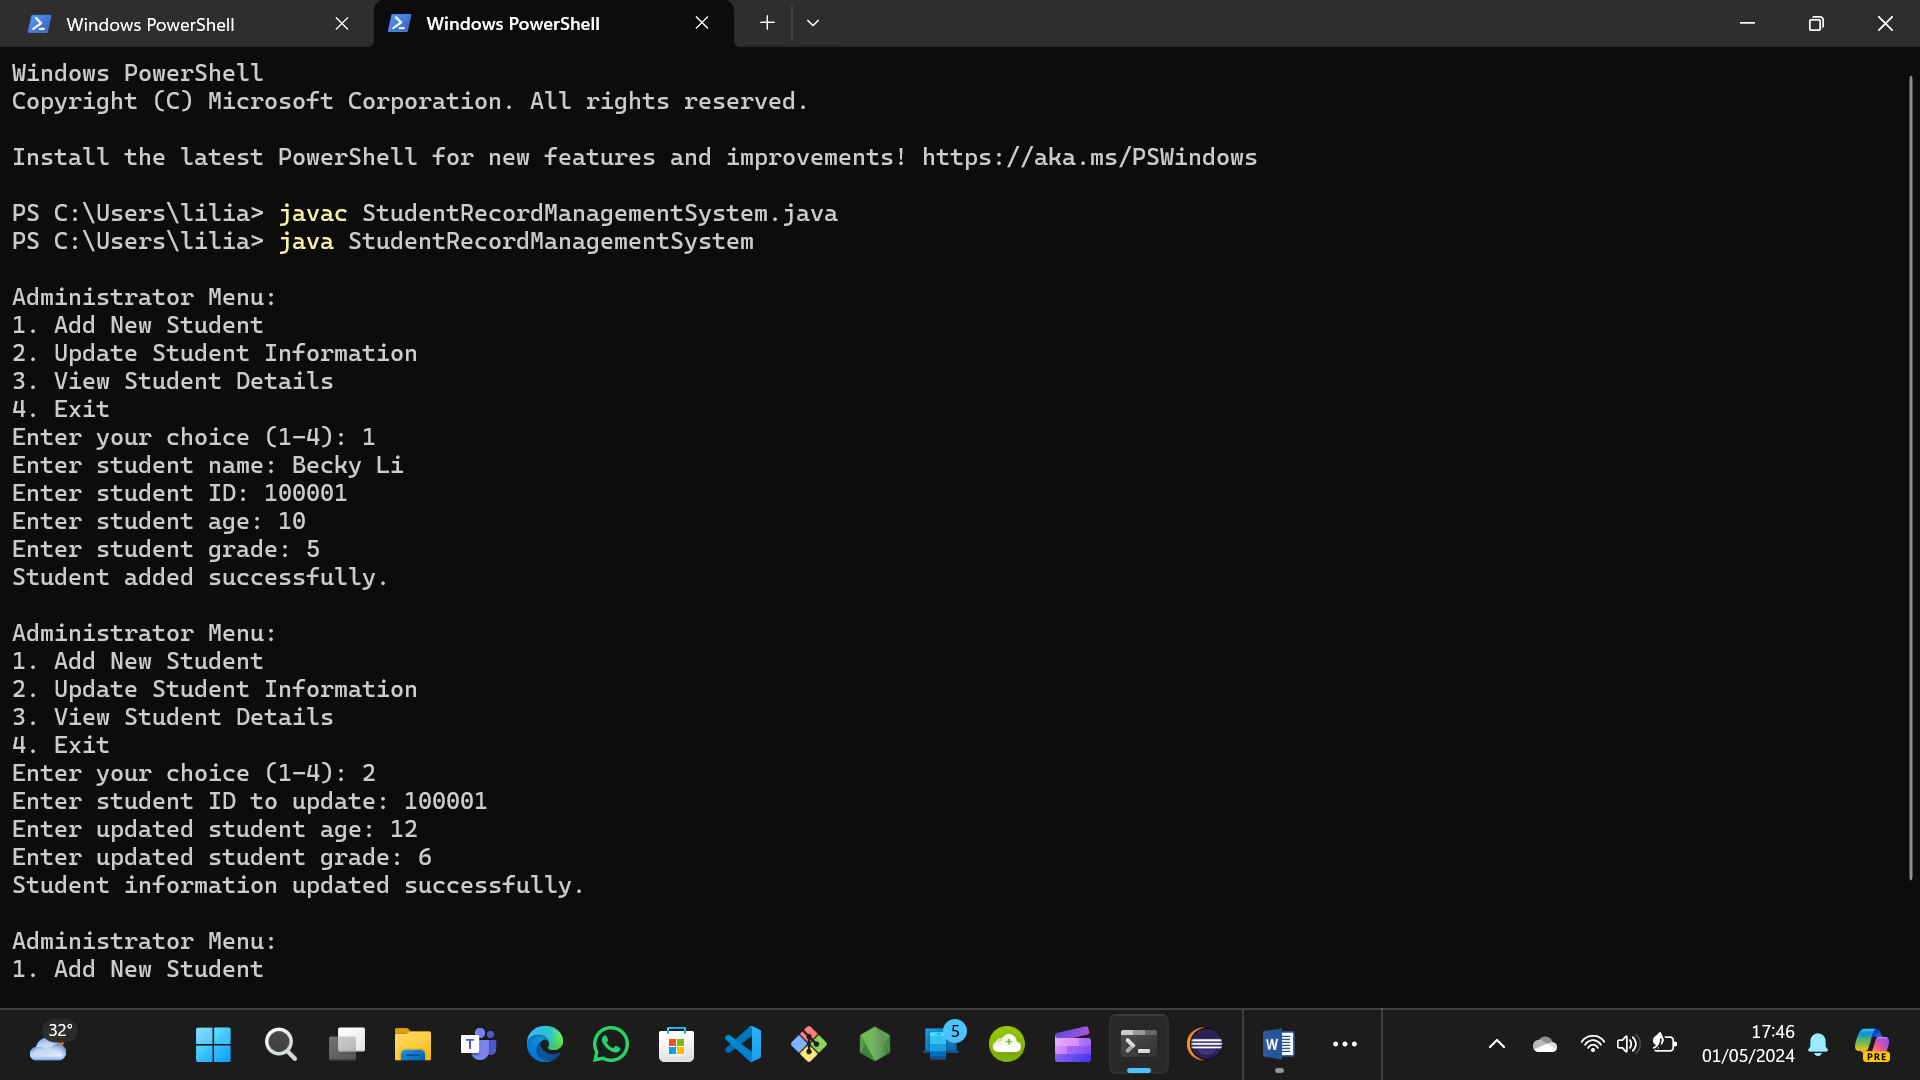 Windows PowerShell
Windows PowerShell
Windows PowerShell
Copyright (C) Microsoft Corporation. All rights reserved.
Install the latest PowerShell for new features and improvements! https://aka.ms/PSWindows
PS C:\Users\lilia> javac StudentRecordManagementSystem.java
PS C:\Users\lilia> java StudentRecordManagementSystem
Administrator Menu:
1. Add New Student
2. Update Student Information
3. View Student Details
4. Exit
Enter your choice (1-4): 1
Enter student name: Becky Li
Enter student ID: 100001
Enter student age: 10
Enter student grade: 5
Student added successfully.
Administrator Menu:
1. Add New Student
2. Update Student Information
3. View Student Details
4. Exit
Enter your choice (1-4): 2
Enter student ID to update: 100001
Enter updated student age: 12
Enter updated student grade: 6
Student information updated successfully.
Administrator Menu:
1. Add New Student
32°
T
5
W
17:46
01/05/2024
PRE